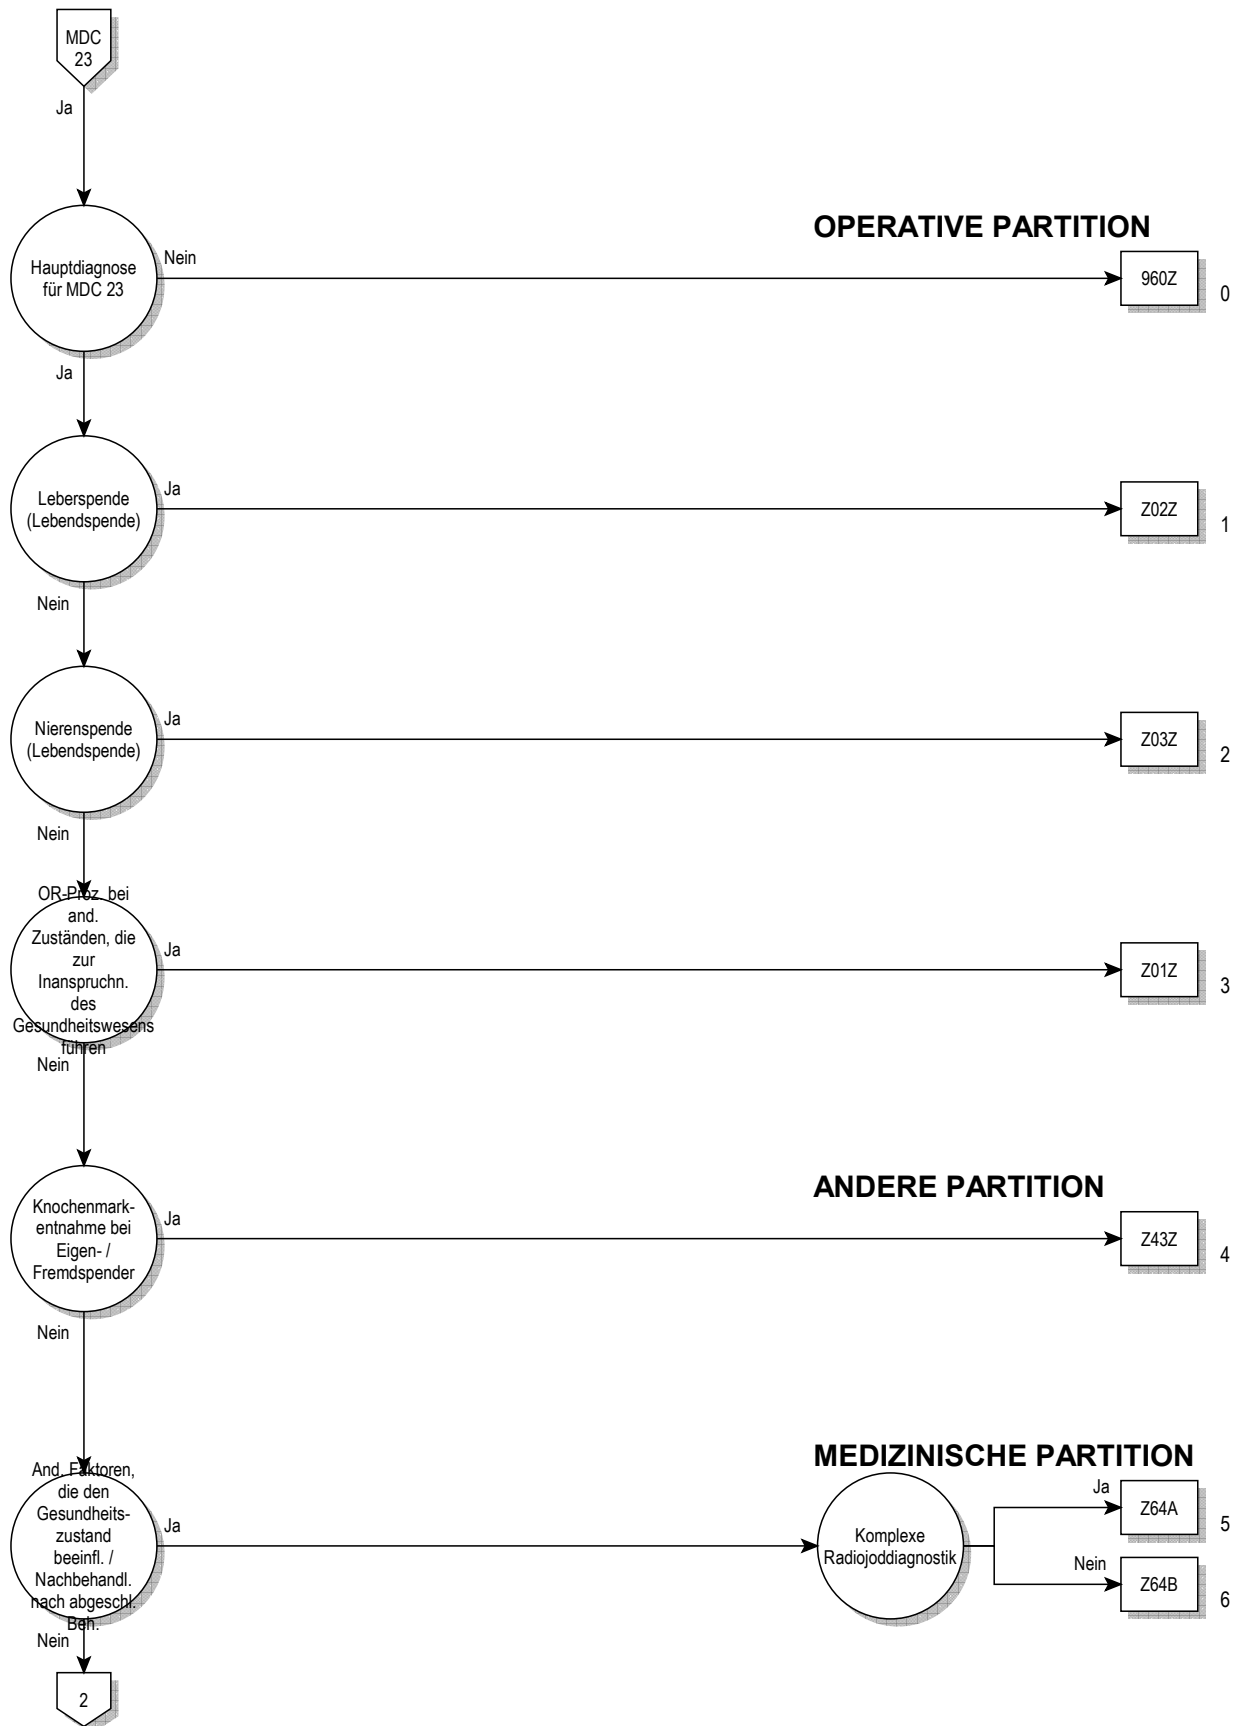 MDC
23
Ja
OPERATIVE PARTITION
Hauptdiagnose
für MDC 23
Nein
960Z
0
Ja
Leberspende
(Lebendspende)
Ja
Z02Z
1
Nein
Nierenspende
(Lebendspende)
Ja
Z03Z
2
Nein
OR-Proz. bei
and.
Zuständen, die
zur
Inanspruchn.
des
Gesundheitswesens
führen
Ja
Z01Z
3
Nein
ANDERE PARTITION
Knochenmark-
entnahme bei
Eigen- /
Fremdspender
Ja
Z43Z
4
Nein
MEDIZINISCHE PARTITION
And. Faktoren,
die den
Gesundheits-
zustand
beeinfl. /
Nachbehandl.
nach abgeschl.
Beh.
Ja
Komplexe
Radiojoddiagnostik
Ja
Z64A
5
Nein
Z64B
6
Nein
2